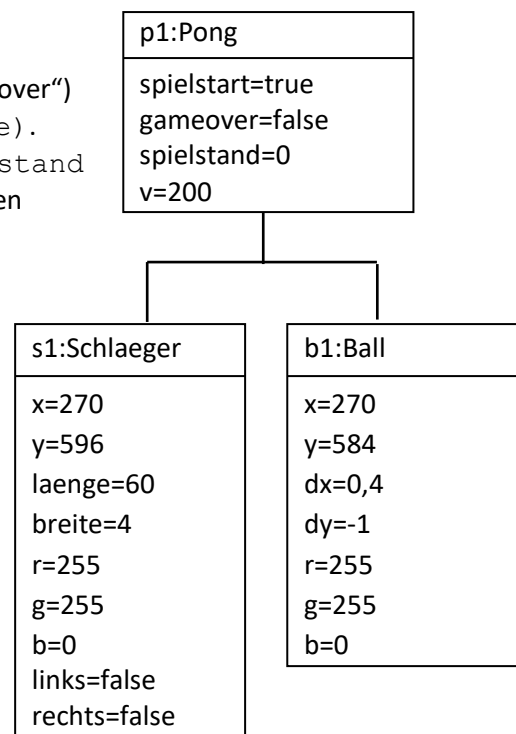 over“)
e).
stand
en
p1:Pong
spielstart=true
gameover=false
spielstand=0
v=200
s1:Schlaeger
x=270
y=596
laenge=60
breite=4
r=255
g=255
b=0
links=false
rechts=false
b1:Ball
x=270
y=584
dx=0,4
dy=-1
r=255
g=255
b=0